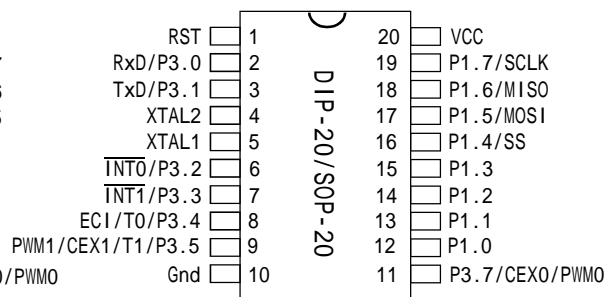 RST 1 20 VCC
RxD/P3.0 2 19 P1.7/SCLK
TxD/P3.1 3 18 P1.6/MISO
XTAL2 4 17 P1.5/MOSI
XTAL1 5 16 P1.4/SS
INT0/P3.2 6 15 P1.3
INT1/P3.3 7 14 P1.2
ECI/T0/P3.4 8 13 P1.1
PWM1/CEX1/T1/P3.5 9 12 P1.0
0/PWM0 Gnd 10 11 P3.7/CEX0/PWM0
DIP-20/SOP-20